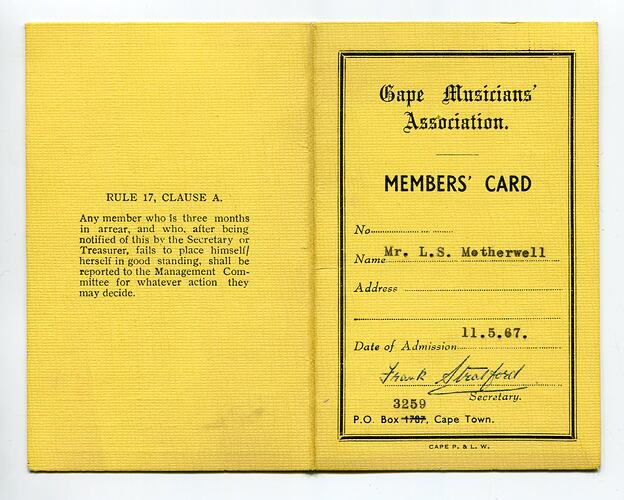 RULE 17, CLAUSE A.
Any member who is three months
in arrear, and who, after being
notified of this by the Secretary or
Treasurer, fails to place himself/
herself in good standing, shall be
reported to the Management Com-
mittee for whatever action they
may decide.
Cape Musicians'
Association.
MEMBERS' CARD
No.
Name Mr. L.S. Motherwell
Address
Date of Admission 11.5.67.
Frank Stratford
Secretary.
3259
P.O. Box 1787, Cape Town.
CAPE P. & L. W.